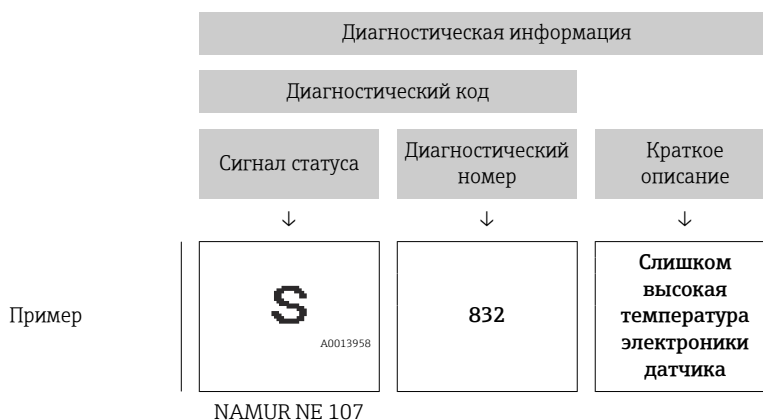 Диагностическая информация
Диагностический код
Сигнал статуса
Диагностический
номер
Краткое
описание
↓ ↓ ↓
Пример
S
A0013958
832
Слишком
высокая
температура
электроники
датчика
NAMUR NE 107